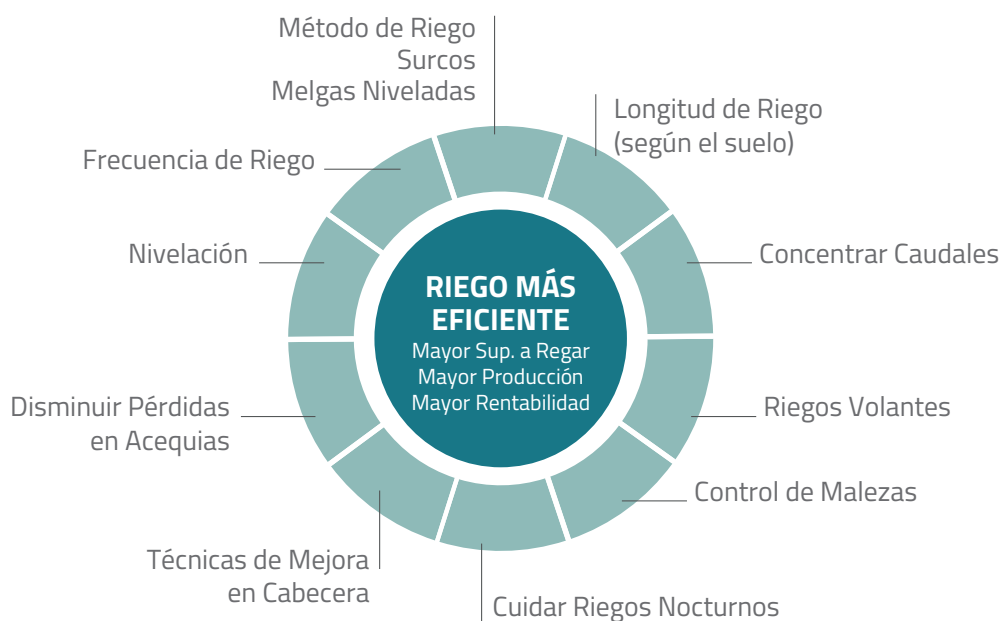 Método de Riego
Surcos
Melgas Niveladas
Longitud de Riego
(según el suelo)
Frecuencia de Riego
Nivelación
Concentrar Caudales
RIEGO MÁS
EFICIENTE
Mayor Sup. a Regar
Mayor Producción
Mayor Rentabilidad
Disminuir Pérdidas
en Acequias
Riegos Volantes
Control de Malezas
Técnicas de Mejora
en Cabecera
Cuidar Riegos Nocturnos